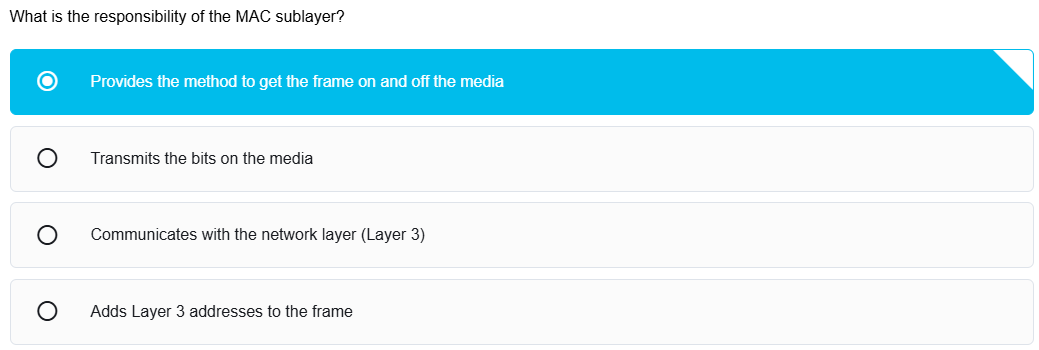 What is the responsibility of the MAC sublayer?
Provides the method to get the frame on and off the media
Transmits the bits on the media
Communicates with the network layer (Layer 3)
Adds Layer 3 addresses to the frame